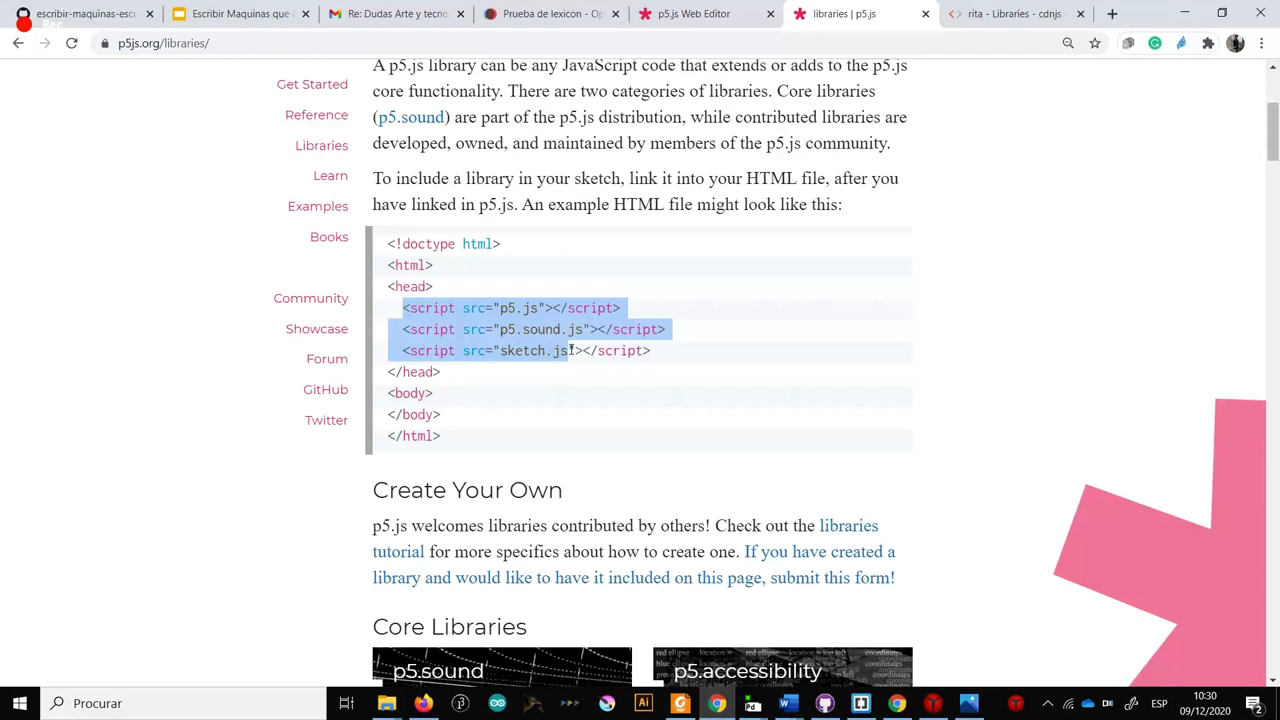 escribir-maquinas
Escribir Maquinas que
M Re: Dudas Arte y tecno
Prueba de lexicon - Op
p5.js Web Editor
libraries | p5.js
rita - Libraries - cdnjs -
p5js.org/libraries/
A p5.js library can be any JavaScript code that extends or adds to the p5.js
core functionality. There are two categories of libraries. Core libraries
(p5.sound) are part of the p5.js distribution, while contributed libraries are
developed, owned, and maintained by members of the p5.js community.
To include a library in your sketch, link it into your HTML file, after you
have linked in p5.js. An example HTML file might look like this:
Get Started
Reference
Libraries
Learn
Examples
Books
Community
Showcase
Forum
GitHub
Twitter
<!doctype html>
<html>
<head>
<script src="p5.js"></script>
<script src="p5.sound.js"></script>
<script src="sketch.js"></script>
</head>
<body>
</body>
</html>
Create Your Own
p5.js welcomes libraries contributed by others! Check out the libraries
tutorial for more specifics about how to create one. If you have created a
library and would like to have it included on this page, submit this form!
Core Libraries
p5.sound
p5.accessibility
Procurar
ESP
10:30
09/12/2020
2